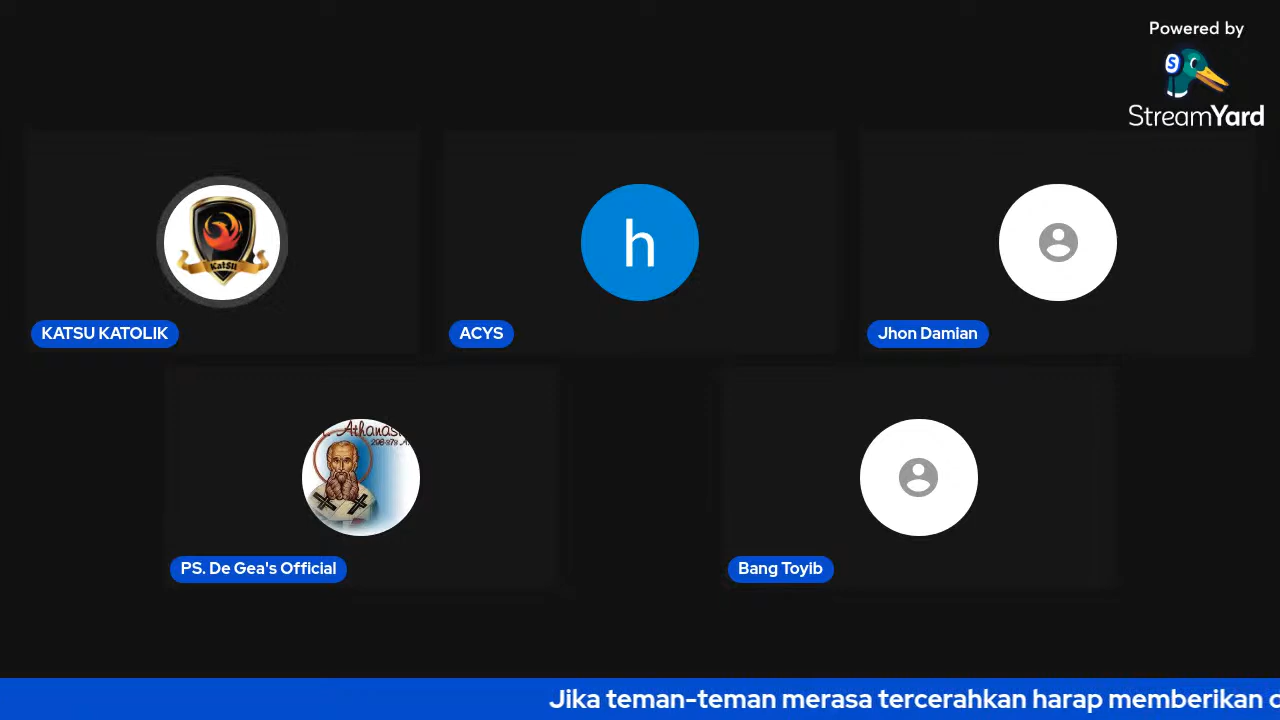 Powered by
S
StreamYard
KatSU
h
KATSU KATOLIK
ACYS
Jhon Damian
PS. De Gea's Official
Bang Toyib
Jika teman-teman merasa tercerahkan harap memberikan